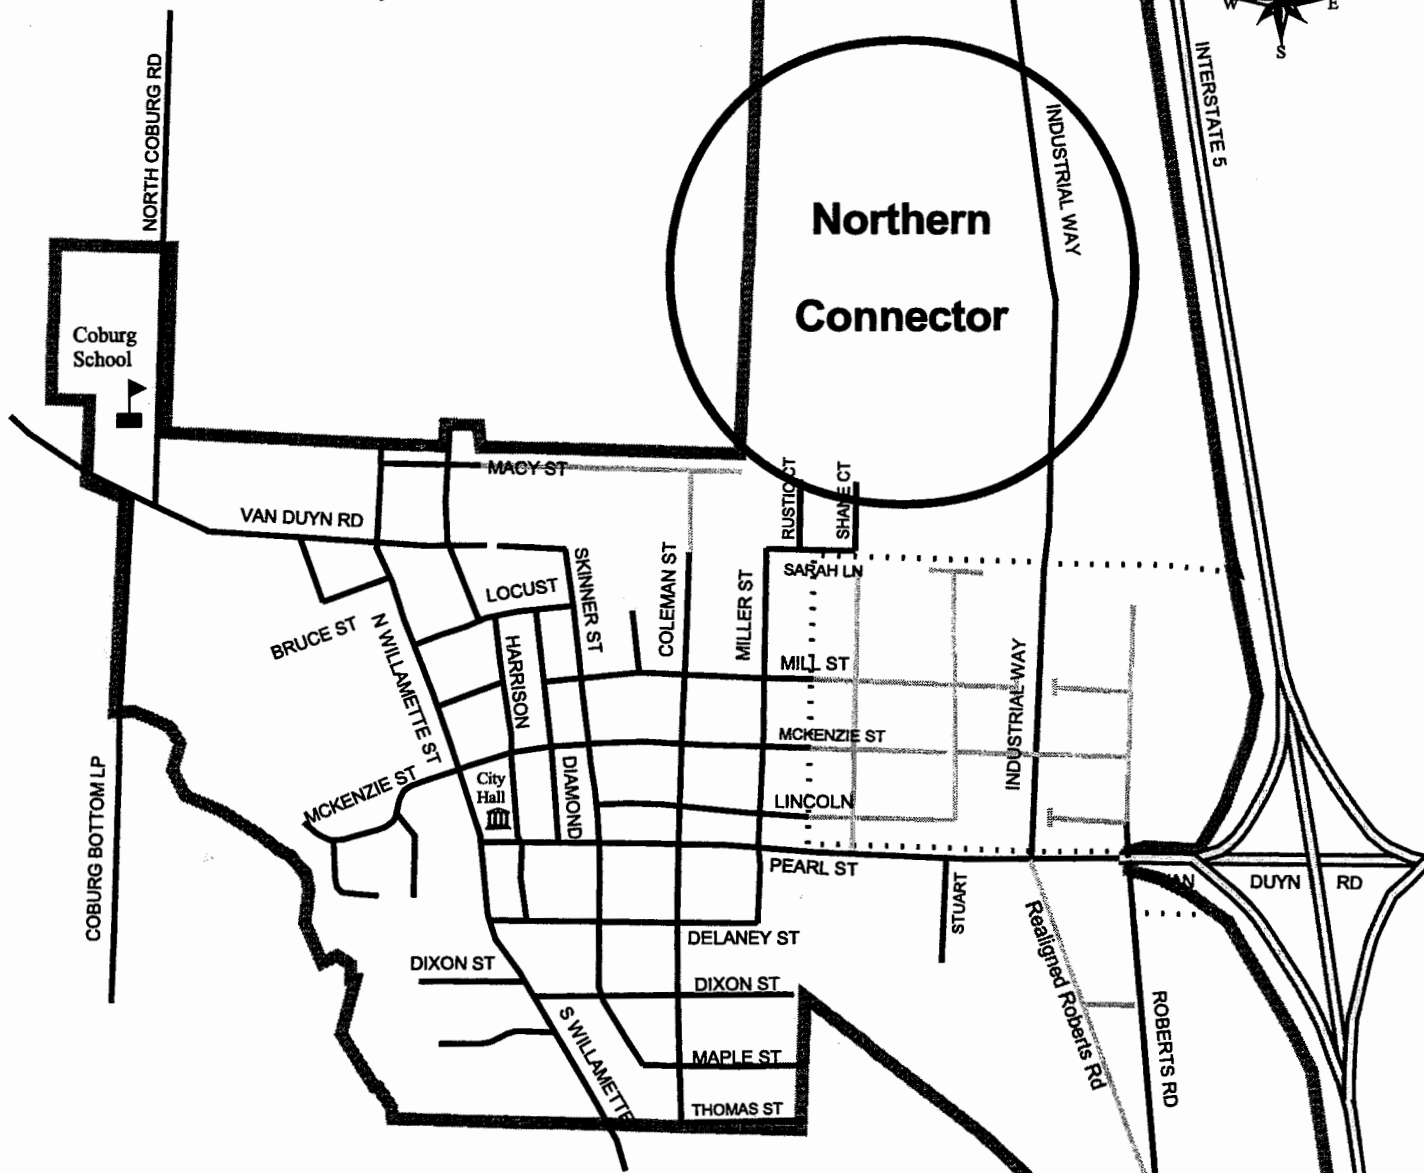 W
E
S
NORTH COBURG RD
INTERSTATE 5
INDUSTRIAL WAY
Northern
Connector
Coburg
School
MACY ST
RUSTIC CT
SHANE CT
VAN DUYN RD
SARAH LN
SKINNER ST
COLEMAN ST
MILLER ST
LOCUST
BRUCE ST
N WILLAMETTE ST
HARRISON
MILL ST
INDUSTRIAL WAY
MCKENZIE ST
MCKENZIE ST
City
Hall
DIAMOND
LINCOLN
COBURG BOTTOM LP
PEARL ST
STUART
VAN DUYN RD
DELANEY ST
Realigned Roberts Rd
DIXON ST
DIXON ST
ROBERTS RD
S WILLAMETTE
MAPLE ST
THOMAS ST